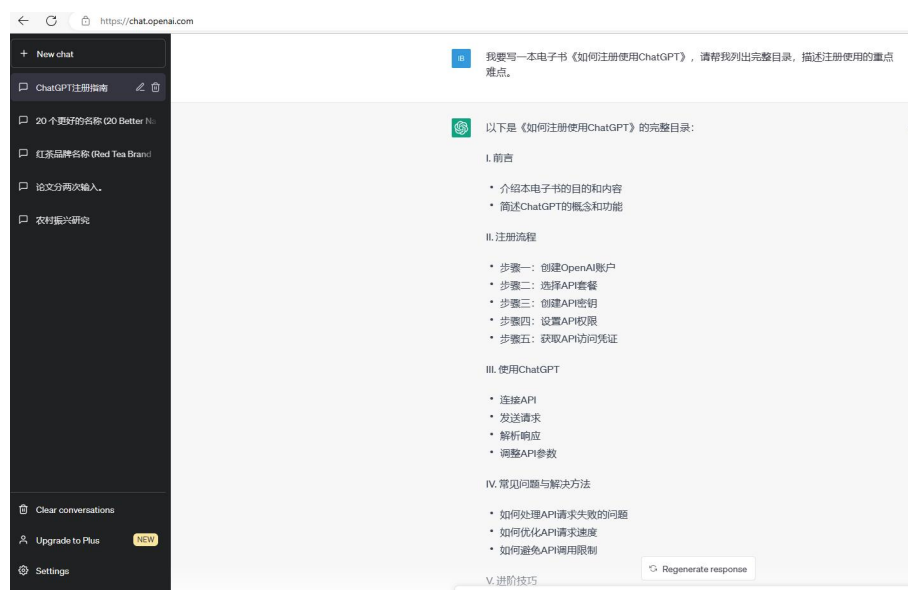 https://chat.openai.com
+ New chat
ChatGPT注册指南
20个更好的名称 (20 Better Na
红茶品牌名称 (Red Tea Brand
论文分两次输入。
农村振兴研究
Clear conversations
Upgrade to Plus NEW
Settings
我要写一本电子书《如何注册使用ChatGPT》，请帮我列出完整目录，描述注册使用的重点
难点。
以下是《如何注册使用ChatGPT》的完整目录：
I. 前言
• 介绍本电子书的目的和内容
• 简述ChatGPT的概念和功能
II. 注册流程
• 步骤一：创建OpenAI账户
• 步骤二：选择API套餐
• 步骤三：创建API密钥
• 步骤四：设置API权限
• 步骤五：获取API访问凭证
III. 使用ChatGPT
• 连接API
• 发送请求
• 解析响应
• 调整API参数
IV. 常见问题与解决方法
• 如何处理API请求失败的问题
• 如何优化API请求速度
• 如何避免API调用限制
Regenerate response
V. 进阶技巧